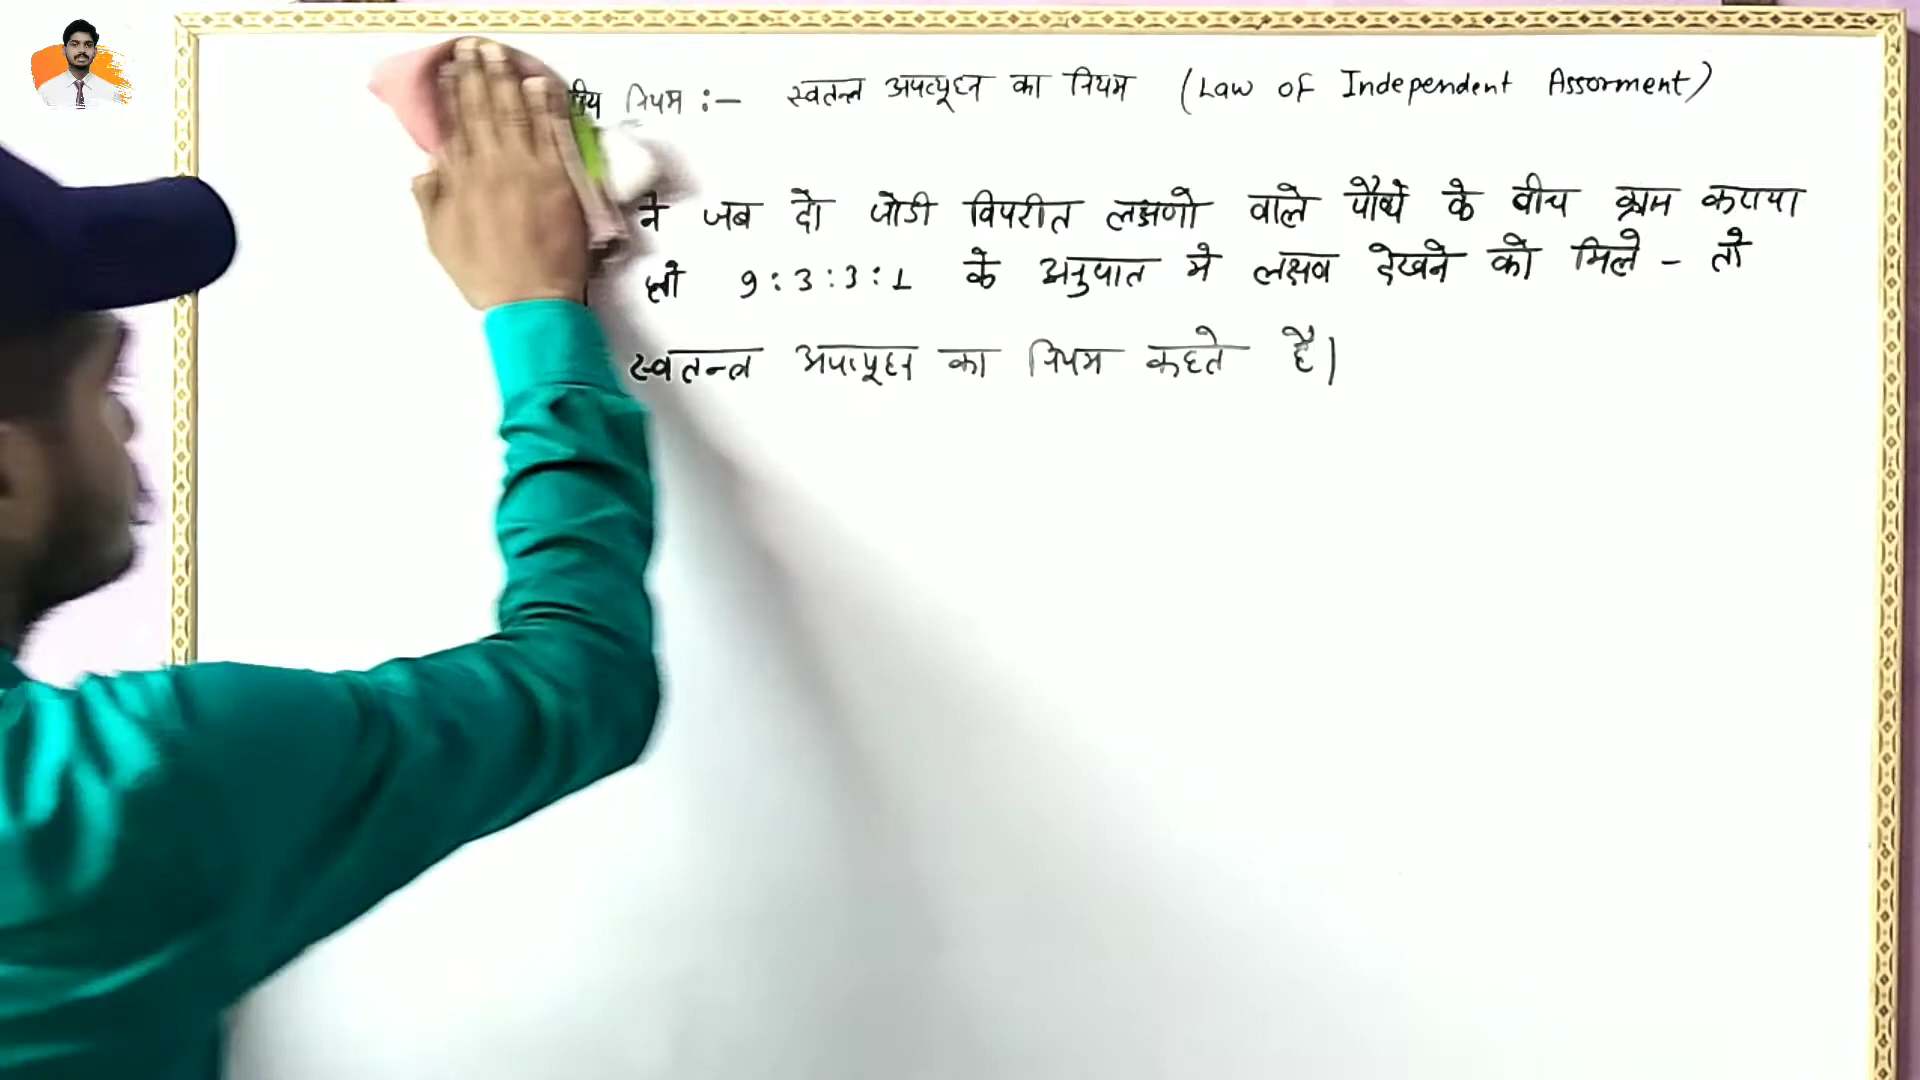 नियम :- स्वतन्त्र अपव्यूहन का नियम (Law of Independent Assorment)
ने जब दो जोडी विपरीत लक्षणो वाले पौधे के बीच क्रास कराया
9 : 3 : 3 : 1 के अनुपात मे लक्षव देखने को मिले - तो
स्वतन्त्र अपव्यूहन का नियम कहते है।